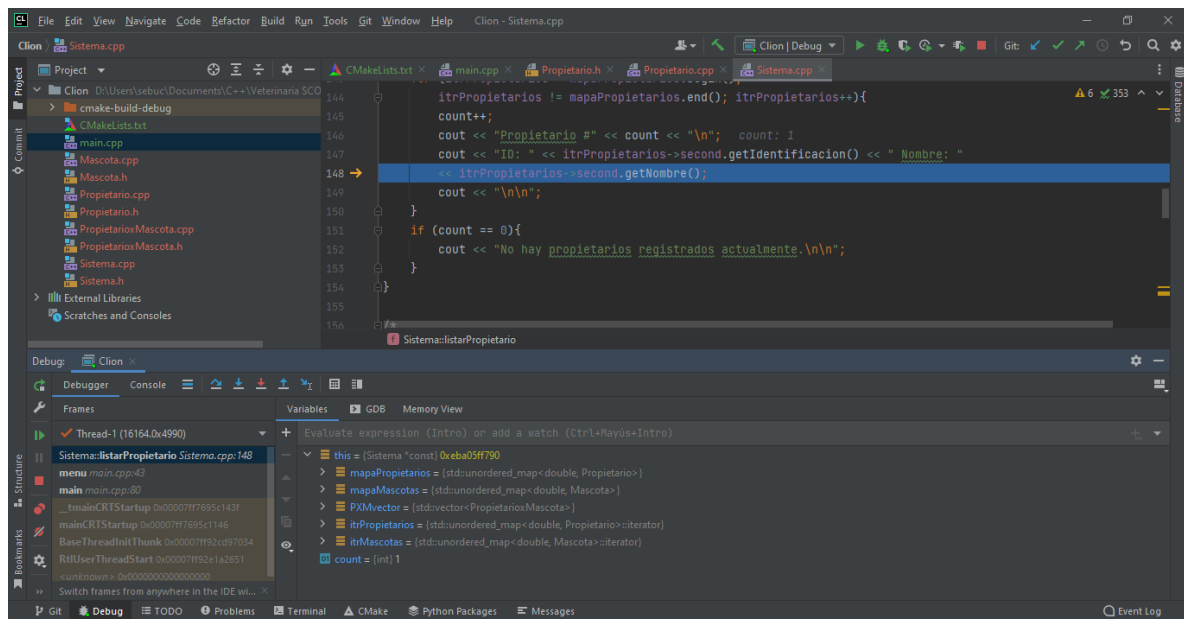 CL File Edit View Navigate Code Refactor Build Run Tools Git Window Help Clion - Sistema.cpp
Clion Sistema.cpp Clion | Debug Git:
Project CMakeLists.txt main.cpp Propietario.h Propietario.cpp Sistema.cpp
Clion D:\Users\sebuc\Documents\C++\Veterinaria SCO
cmake-build-debug
CMakeLists.txt
main.cpp
Mascota.cpp
Mascota.h
Propietario.cpp
Propietario.h
PropietarioxMascota.cpp
PropietarioxMascota.h
Sistema.cpp
Sistema.h
External Libraries
Scratches and Consoles
144 itrPropietarios != mapaPropietarios.end(); itrPropietarios++){
145 count++;
146 cout << "Propietario #" << count << "\n"; count: 1
147 cout << "ID: " << itrPropietarios->second.getIdentificacion() << " Nombre: "
148 << itrPropietarios->second.getNombre();
149 cout << "\n\n";
150 }
151 if (count == 0){
152 cout << "No hay propietarios registrados actualmente.\n\n";
153 }
154 }
155
156 /*
6 353
Sistema::listarPropietario
Project
Commit
Database
Structure
Bookmarks
Debug: Clion
Debugger Console
Frames Variables GDB Memory View
Thread-1 (16164.0x4990)
Evaluate expression (Intro) or add a watch (Ctrl+Mayús+Intro)
Sistema::listarPropietario Sistema.cpp:148
menu main.cpp:43
main main.cpp:80
__tmainCRTStartup 0x00007ff7695c143f
mainCRTStartup 0x00007ff7695c1146
BaseThreadInitThunk 0x00007ff92cd97034
RtlUserThreadStart 0x00007ff92e1a2651
<unknown> 0x0000000000000000
Switch frames from anywhere in the IDE wi...
this = {Sistema *const} 0xeba05ff790
mapaPropietarios = {std::unordered_map<double, Propietario>}
mapaMascotas = {std::unordered_map<double, Mascota>}
PXMvector = {std::vector<PropietarioxMascota>}
itrPropietarios = {std::unordered_map<double, Propietario>::iterator}
itrMascotas = {std::unordered_map<double, Mascota>::iterator}
count = {int} 1
Git Debug TODO Problems Terminal CMake Python Packages Messages Event Log